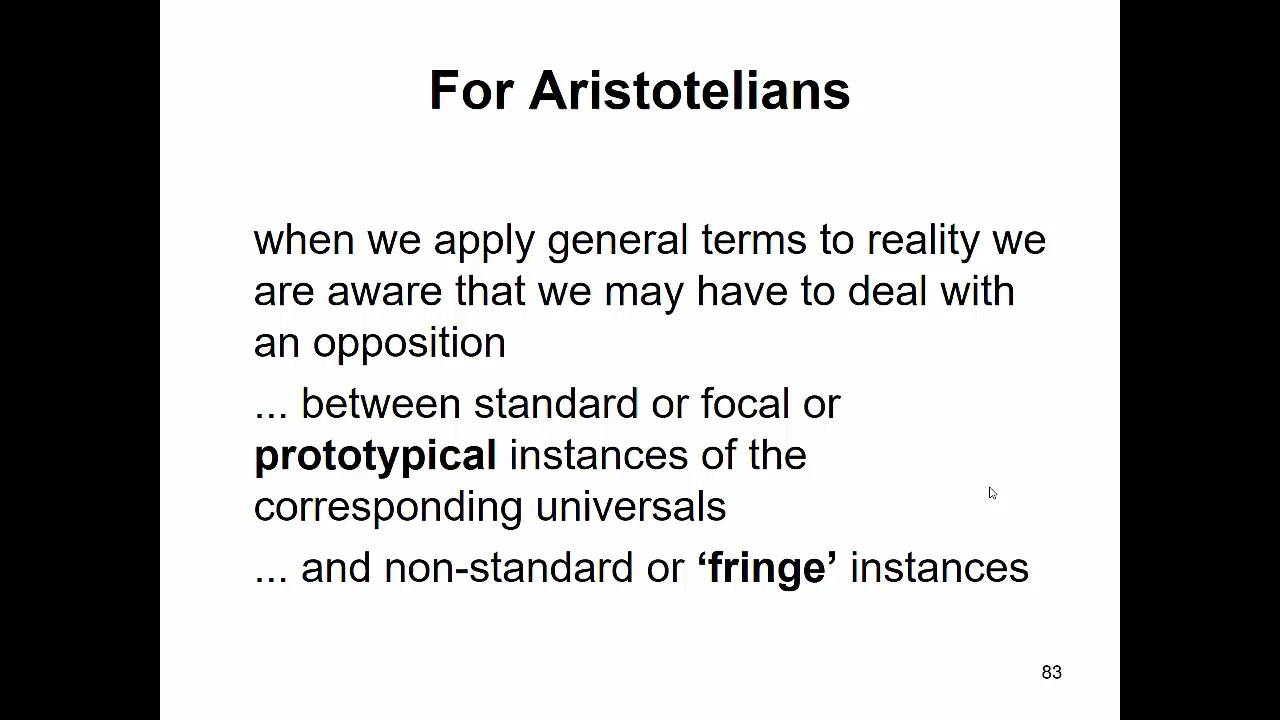 For Aristotelians
when we apply general terms to reality we
are aware that we may have to deal with
an opposition
... between standard or focal or
prototypical instances of the
corresponding universals
... and non-standard or ‘fringe’ instances
83